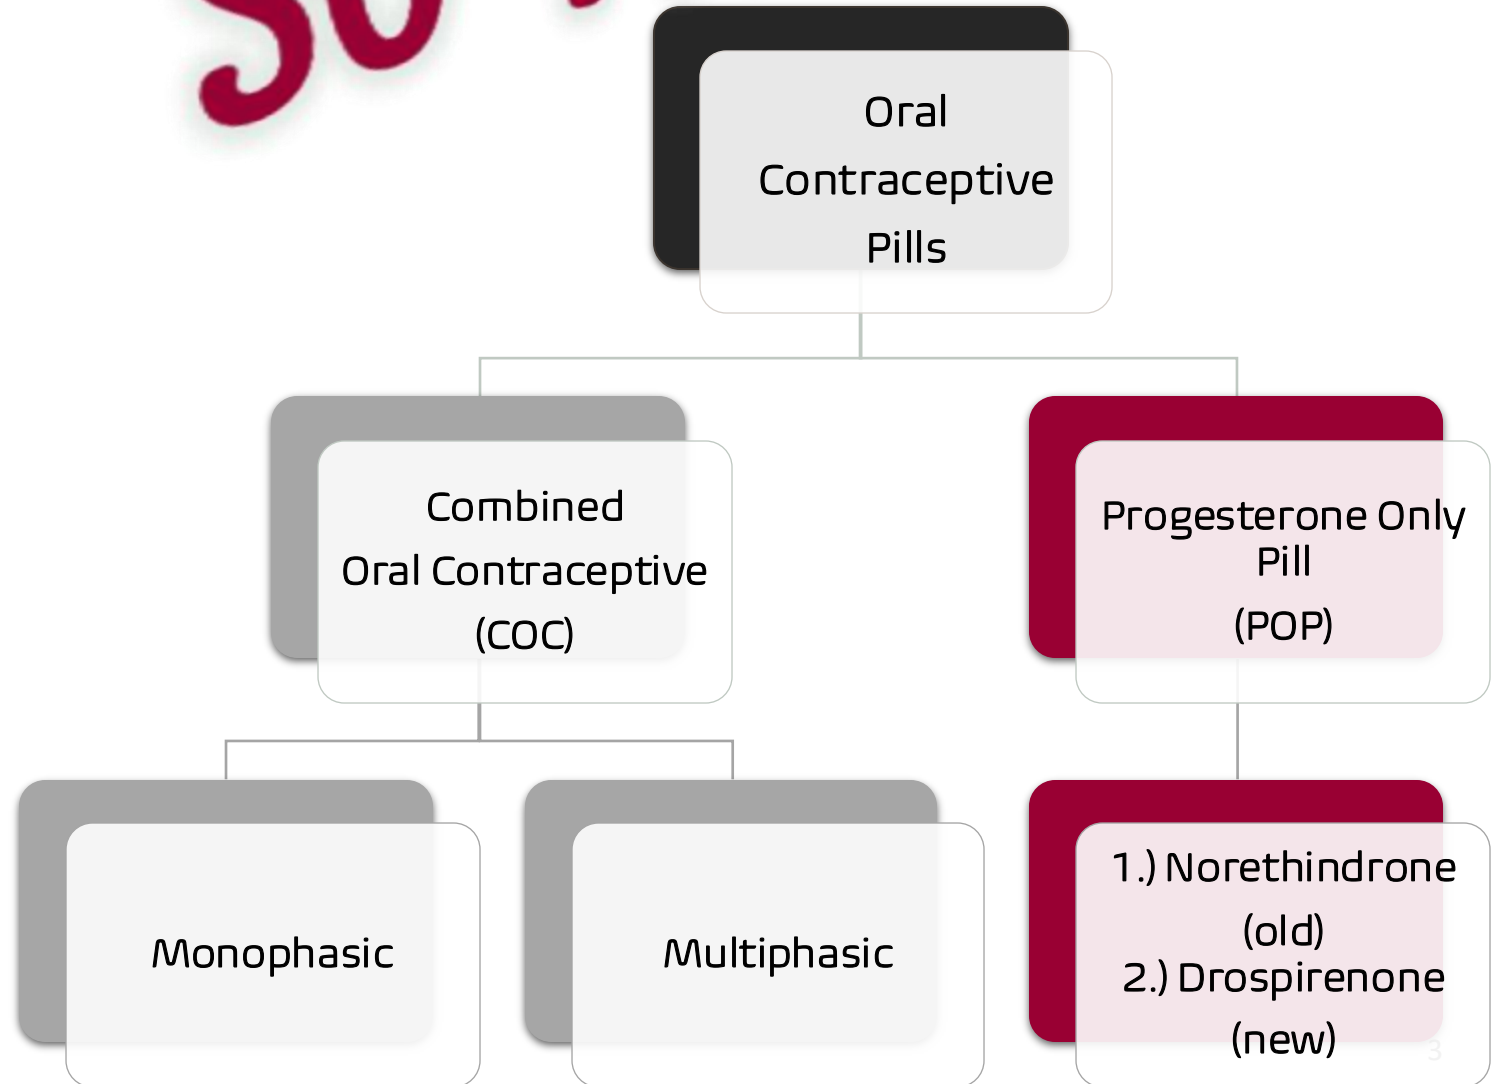 Oral
Contraceptive
Pills
Combined
Oral Contraceptive
(COC)
Progesterone Only
Pill
(POP)
Monophasic
Multiphasic
1.) Norethindrone
(old)
2.) Drospirenone
(new)
3